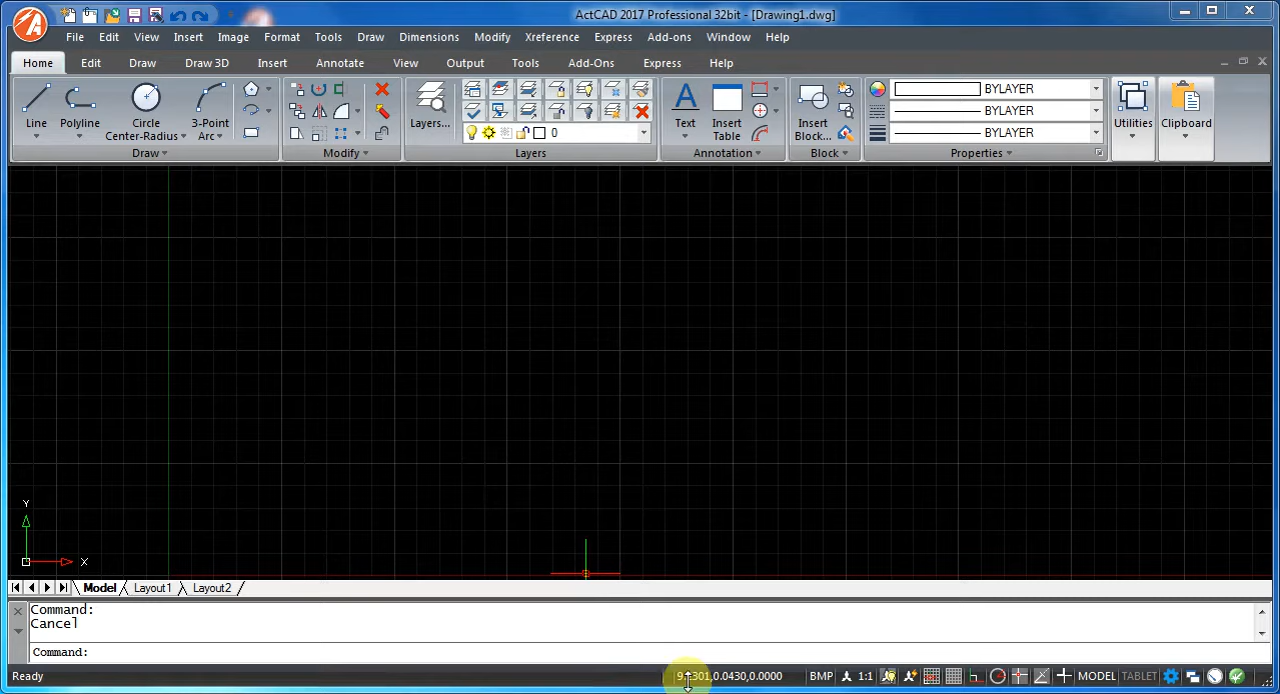 ActCAD 2017 Professional 32bit - [Drawing1.dwg]
File Edit View Insert Image Format Tools Draw Dimensions Modify Xreference Express Add-ons Window Help
Home Edit Draw Draw 3D Insert Annotate View Output Tools Add-Ons Express Help
Line Polyline Circle Center-Radius 3-Point Arc
Layers...
0
A Text Insert Table
Insert Block...
BYLAYER
BYLAYER
BYLAYER
Utilities Clipboard
Draw Modify Layers Annotation Block Properties
Y
X
Model Layout1 Layout2
Command:
Cancel
Command:
Ready ,0.0430,0.0000 BMP 1:1 MODEL TABLET